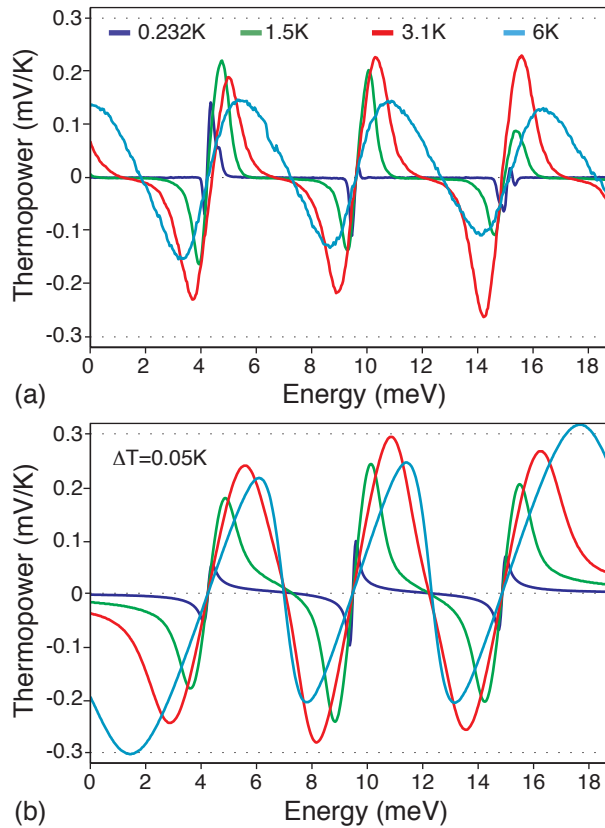 0.3
0.232K 1.5K 3.1K 6K
0.2
0.1
0
-0.1
-0.2
-0.3
Thermopower (mV/K)
0 2 4 6 8 10 12 14 16 18
(a) Energy (meV)
0.3
ΔT=0.05K
0.2
0.1
0
-0.1
-0.2
-0.3
Thermopower (mV/K)
0 2 4 6 8 10 12 14 16 18
(b) Energy (meV)